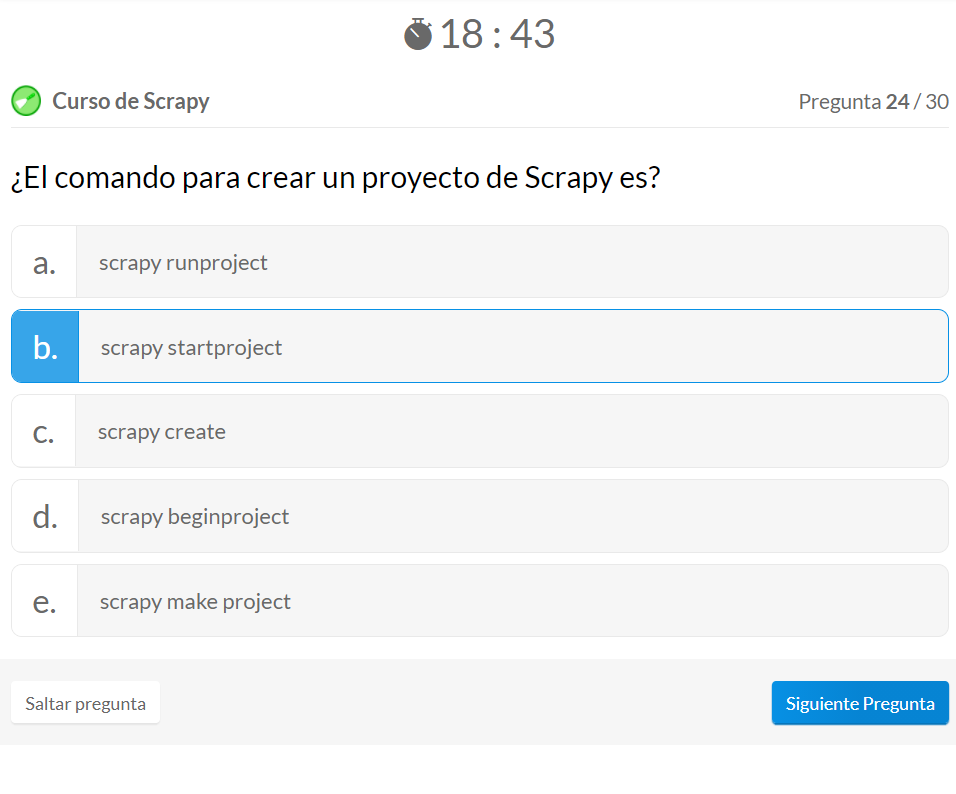 18 : 43
Curso de Scrapy
Pregunta 24 / 30
¿El comando para crear un proyecto de Scrapy es?
a. scrapy runproject
b. scrapy startproject
c. scrapy create
d. scrapy beginproject
e. scrapy make project
Saltar pregunta
Siguiente Pregunta